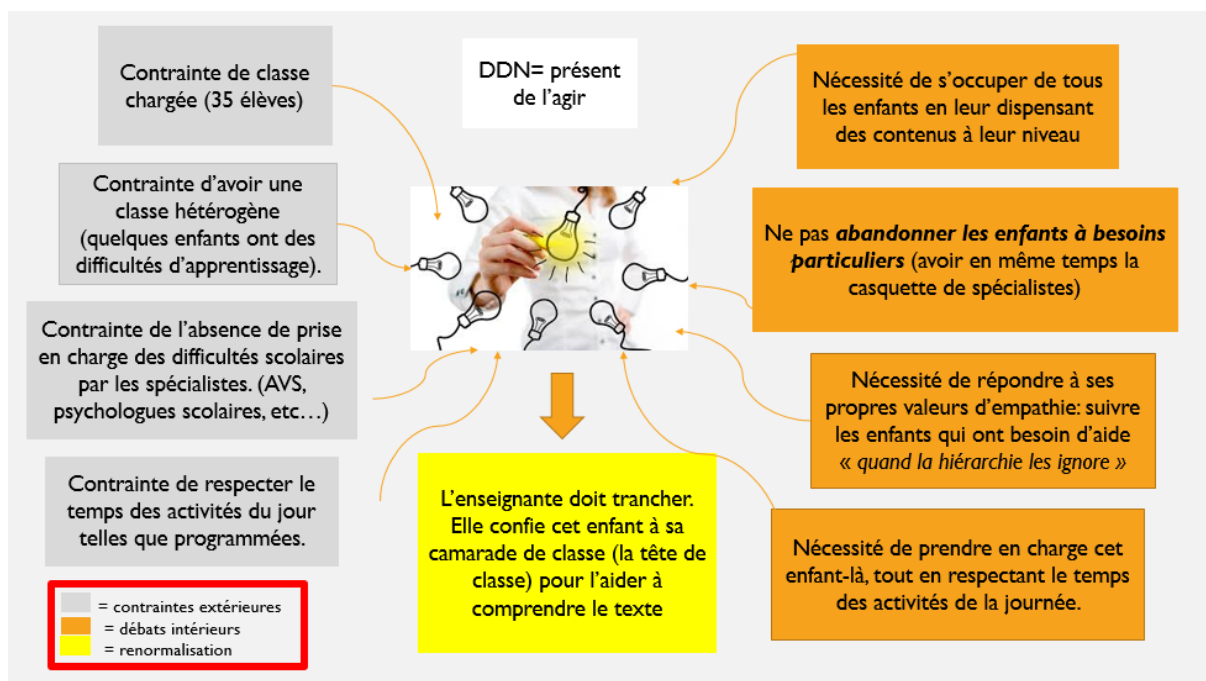 Contrainte de classe
chargée (35 élèves)
Contrainte d'avoir une
classe hétérogène
(quelques enfants ont des
difficultés d'apprentissage).
Contrainte de l'absence de prise
en charge des difficultés scolaires
par les spécialistes. (AVS,
psychologues scolaires, etc…)
Contrainte de respecter le
temps des activités du jour
telles que programmées.
= contraintes extérieures
= débats intérieurs
= renormalisation
DDN= présent
de l'agir
L'enseignante doit trancher.
Elle confie cet enfant à sa
camarade de classe (la tête de
classe) pour l'aider à
comprendre le texte
Nécessité de s'occuper de tous
les enfants en leur dispensant
des contenus à leur niveau
Ne pas abandonner les enfants à besoins
particuliers (avoir en même temps la
casquette de spécialistes)
Nécessité de répondre à ses
propres valeurs d'empathie: suivre
les enfants qui ont besoin d'aide
« quand la hiérarchie les ignore »
Nécessité de prendre en charge cet
enfant-là, tout en respectant le temps
des activités de la journée.